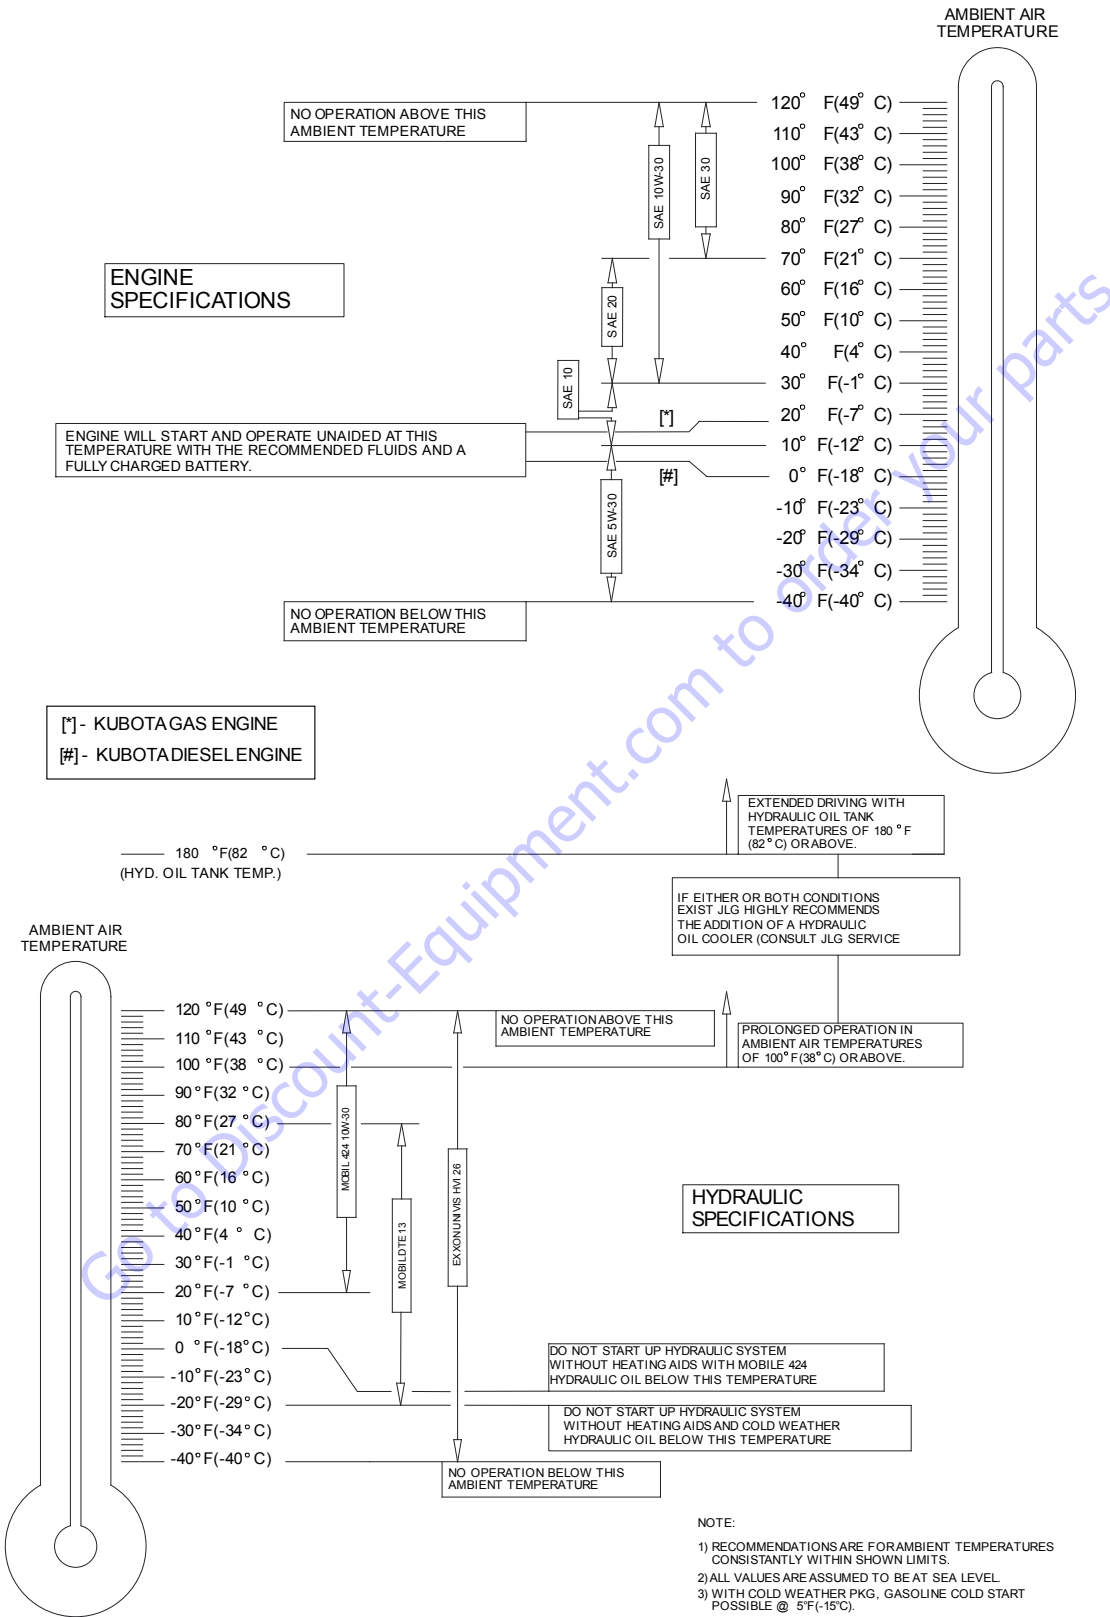 AMBIENT AIR
TEMPERATURE
NO OPERATION ABOVE THIS
AMBIENT TEMPERATURE
120° F(49° C)
110° F(43° C)
100° F(38° C)
90° F(32° C)
80° F(27° C)
70° F(21° C)
60° F(16° C)
50° F(10° C)
40° F(4° C)
30° F(-1° C)
20° F(-7° C)
10° F(-12° C)
0° F(-18° C)
-10° F(-23° C)
-20° F(-29° C)
-30° F(-34° C)
-40° F(-40° C)
SAE 10W-30
SAE 30
SAE 20
SAE 10
SAE 5W-30
ENGINE
SPECIFICATIONS
[*]
[#]
ENGINE WILL START AND OPERATE UNAIDED AT THIS
TEMPERATURE WITH THE RECOMMENDED FLUIDS AND A
FULLY CHARGED BATTERY.
NO OPERATION BELOW THIS
AMBIENT TEMPERATURE
[*] - KUBOTA GAS ENGINE
[#] - KUBOTA DIESEL ENGINE
EXTENDED DRIVING WITH
HYDRAULIC OIL TANK
TEMPERATURES OF 180 °F
(82°C) OR ABOVE.
180 °F(82 °C)
(HYD. OIL TANK TEMP.)
IF EITHER OR BOTH CONDITIONS
EXIST JLG HIGHLY RECOMMENDS
THE ADDITION OF A HYDRAULIC
OIL COOLER (CONSULT JLG SERVICE
AMBIENT AIR
TEMPERATURE
120 °F(49 °C)
110 °F(43 °C)
100 °F(38 °C)
90 °F(32 °C)
80 °F(27 °C)
70 °F(21 °C)
60 °F(16 °C)
50 °F(10 °C)
40 °F(4 ° C)
30 °F(-1 °C)
20 °F(-7 °C)
10 °F(-12°C)
0 °F(-18°C)
-10°F(-23°C)
-20°F(-29°C)
-30°F(-34°C)
-40°F(-40°C)
NO OPERATION ABOVE THIS
AMBIENT TEMPERATURE
PROLONGED OPERATION IN
AMBIENT AIR TEMPERATURES
OF 100°F(38°C) OR ABOVE.
MOBIL 424 10W-30
MOBIL DTE 13
EXXON UNIVIS HVI 26
HYDRAULIC
SPECIFICATIONS
DO NOT START UP HYDRAULIC SYSTEM
WITHOUT HEATING AIDS WITH MOBILE 424
HYDRAULIC OIL BELOW THIS TEMPERATURE
DO NOT START UP HYDRAULIC SYSTEM
WITHOUT HEATING AIDS AND COLD WEATHER
HYDRAULIC OIL BELOW THIS TEMPERATURE
NO OPERATION BELOW THIS
AMBIENT TEMPERATURE
NOTE:
1) RECOMMENDATIONS ARE FOR AMBIENT TEMPERATURES
CONSISTANTLY WITHIN SHOWN LIMITS.
2) ALL VALUES ARE ASSUMED TO BE AT SEA LEVEL.
3) WITH COLD WEATHER PKG, GASOLINE COLD START
POSSIBLE @ 5°F(-15°C).
Go to Discount-Equipment.com to order your parts